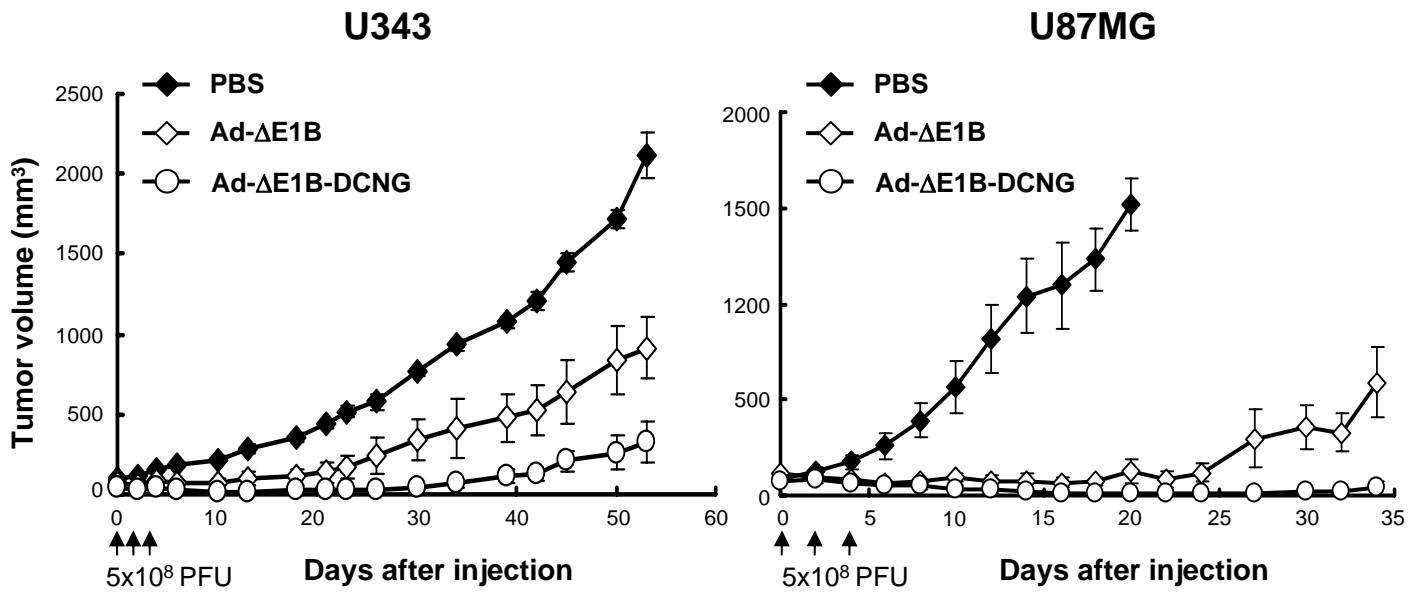 U343
U87MG
PBS
Ad-ΔE1B
Ad-ΔE1B-DCNG
Tumor volume (mm³)
2500
2000
1500
1000
500
0
0 10 20 30 40 50 60
5x10⁸ PFU
Days after injection
PBS
Ad-ΔE1B
Ad-ΔE1B-DCNG
2000
1500
1200
500
0
0 5 10 15 20 25 30 35
5x10⁸ PFU
Days after injection